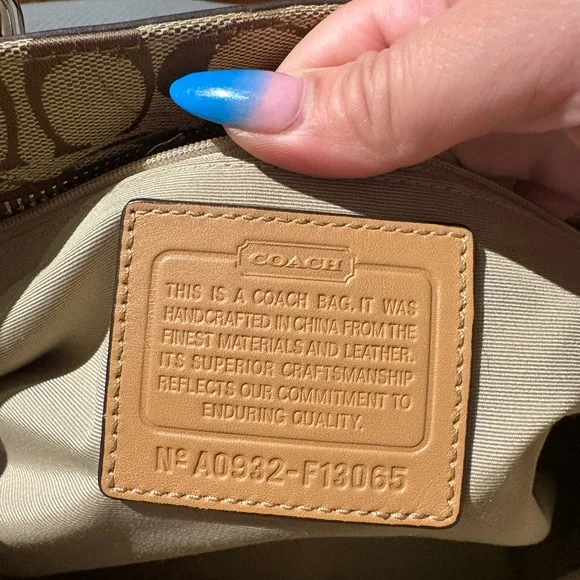 COACH
THIS IS A COACH BAG. IT WAS
HANDCRAFTED IN CHINA FROM THE
FINEST MATERIALS AND LEATHER.
ITS SUPERIOR CRAFTSMANSHIP
REFLECTS OUR COMMITMENT TO
ENDURING QUALITY.
Nº A0932-F13065